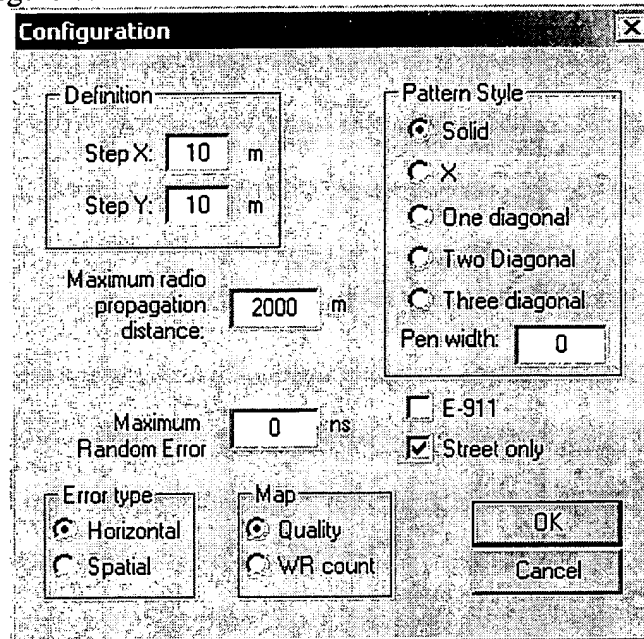 Configuration
Definition
Step X: 10 m
Step Y: 10 m
Maximum radio
propagation
distance: 2000 m
Maximum
Random Error 0 ns
Error type
Horizontal
Spatial
Map
Quality
WR count
Pattern Style
Solid
X
One diagonal
Two Diagonal
Three diagonal
Pen width: 0
E-911
Street only
OK
Cancel